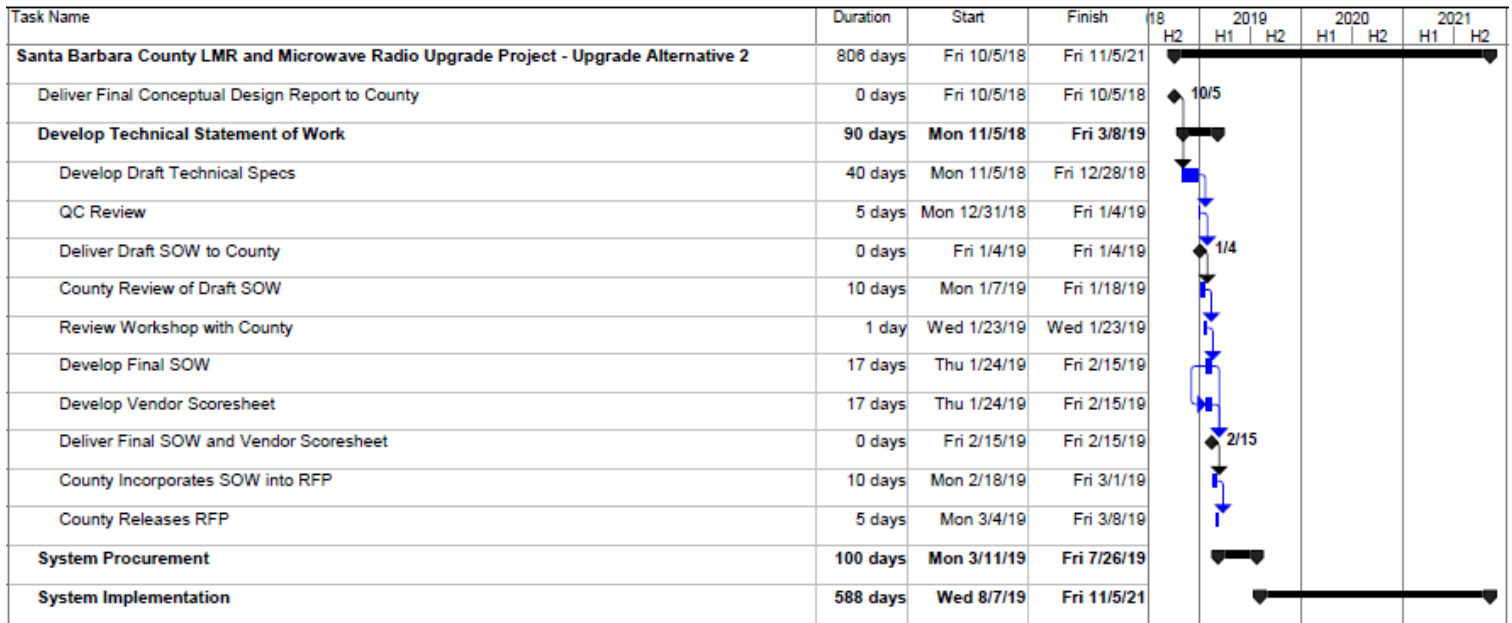 Task Name Duration Start Finish 18 2019 2020 2021
H2 H1 H2 H1 H2 H1 H2
Santa Barbara County LMR and Microwave Radio Upgrade Project - Upgrade Alternative 2 806 days Fri 10/5/18 Fri 11/5/21
Deliver Final Conceptual Design Report to County 0 days Fri 10/5/18 Fri 10/5/18 10/5
Develop Technical Statement of Work 90 days Mon 11/5/18 Fri 3/8/19
Develop Draft Technical Specs 40 days Mon 11/5/18 Fri 12/28/18
QC Review 5 days Mon 12/31/18 Fri 1/4/19
Deliver Draft SOW to County 0 days Fri 1/4/19 Fri 1/4/19 1/4
County Review of Draft SOW 10 days Mon 1/7/19 Fri 1/18/19
Review Workshop with County 1 day Wed 1/23/19 Wed 1/23/19
Develop Final SOW 17 days Thu 1/24/19 Fri 2/15/19
Develop Vendor Scoresheet 17 days Thu 1/24/19 Fri 2/15/19
Deliver Final SOW and Vendor Scoresheet 0 days Fri 2/15/19 Fri 2/15/19 2/15
County Incorporates SOW into RFP 10 days Mon 2/18/19 Fri 3/1/19
County Releases RFP 5 days Mon 3/4/19 Fri 3/8/19
System Procurement 100 days Mon 3/11/19 Fri 7/26/19
System Implementation 588 days Wed 8/7/19 Fri 11/5/21